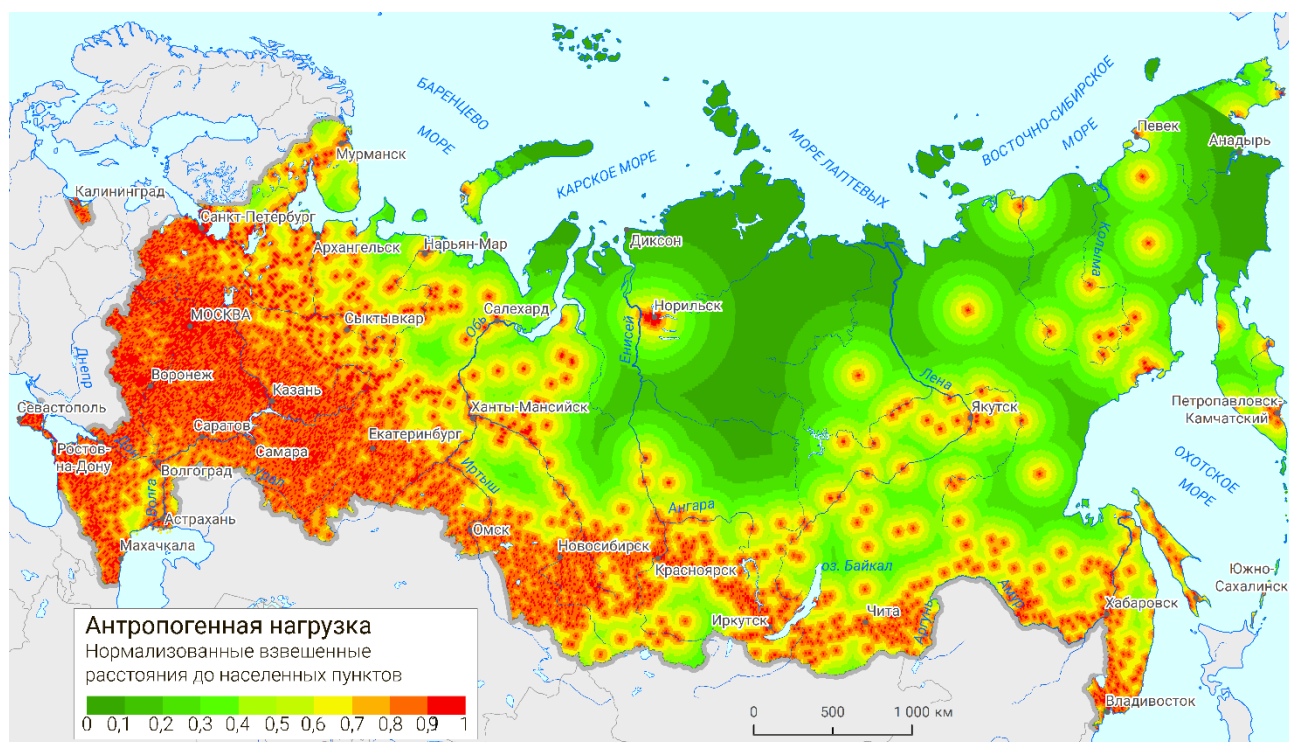 БАРЕНЦЕВО
МОРЕ
КАРСКОЕ МОРЕ
МОРЕ ЛАПТЕВЫХ
ВОСТОЧНО-СИБИРСКОЕ
МОРЕ
Певек
Анадырь
Мурманск
Калининград
Санкт-Петербург
Архангельск
Нарьян-Мар
Диксон
Колыма
МОСКВА
Сыктывкар
Салехард
Обь
Норильск
Енисей
Днепр
Воронеж
Казань
Лена
Севастополь
Саратов
Ханты-Мансийск
Якутск
Петропавловск-
Камчатский
Ростов-
на-Дону
Дон
Самара
Екатеринбург
Волгоград
Урал
Иртыш
Волга
Астрахань
Омск
Ангара
ОХОТСКОЕ
МОРЕ
Махачкала
Новосибирск
Красноярск
оз. Байкал
Южно-
Сахалинск
Иркутск
Чита
Аргунь
Амур
Хабаровск
Владивосток
Антропогенная нагрузка
Нормализованные взвешенные
расстояния до населенных пунктов
0 0,1 0,2 0,3 0,4 0,5 0,6 0,7 0,8 0,9 1
0 500 1 000 км